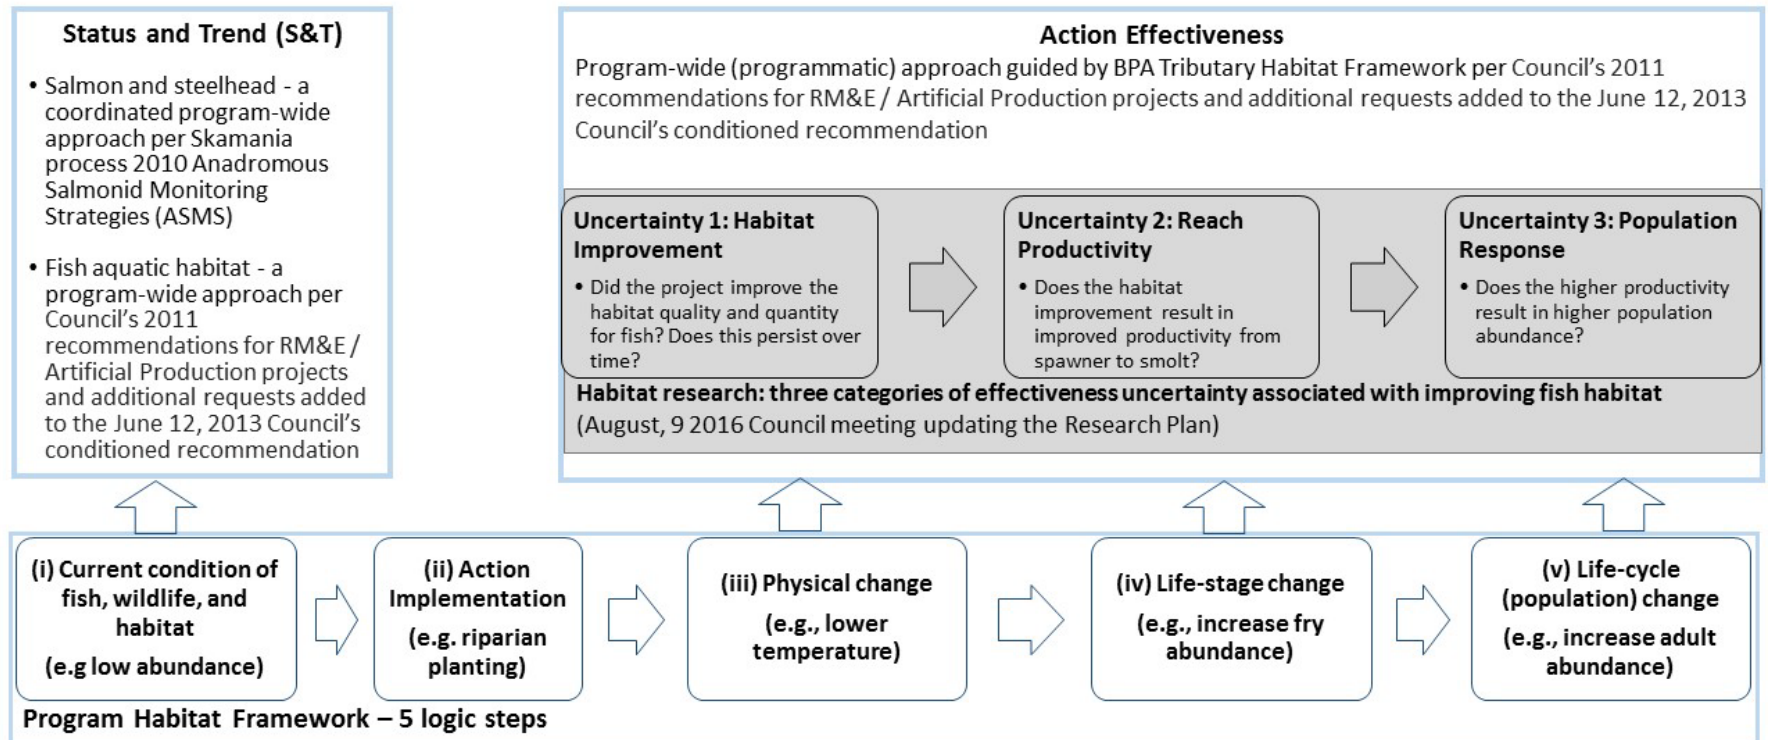 Status and Trend (S&T)
• Salmon and steelhead - a
coordinated program-wide
approach per Skamania
process 2010 Anadromous
Salmonid Monitoring
Strategies (ASMS)
• Fish aquatic habitat - a
program-wide approach per
Council's 2011
recommendations for RM&E /
Artificial Production projects
and additional requests added
to the June 12, 2013 Council's
conditioned recommendation
Action Effectiveness
Program-wide (programmatic) approach guided by BPA Tributary Habitat Framework per Council's 2011
recommendations for RM&E / Artificial Production projects and additional requests added to the June 12, 2013
Council's conditioned recommendation
Uncertainty 1: Habitat
Improvement
• Did the project improve the
habitat quality and quantity
for fish? Does this persist over
time?
Uncertainty 2: Reach
Productivity
• Does the habitat
improvement result in
improved productivity from
spawner to smolt?
Uncertainty 3: Population
Response
• Does the higher productivity
result in higher population
abundance?
Habitat research: three categories of effectiveness uncertainty associated with improving fish habitat
(August, 9 2016 Council meeting updating the Research Plan)
(i) Current condition of
fish, wildlife, and
habitat
(e.g low abundance)
(ii) Action
Implementation
(e.g. riparian
planting)
(iii) Physical change
(e.g., lower
temperature)
(iv) Life-stage change
(e.g., increase fry
abundance)
(v) Life-cycle
(population) change
(e.g., increase adult
abundance)
Program Habitat Framework – 5 logic steps